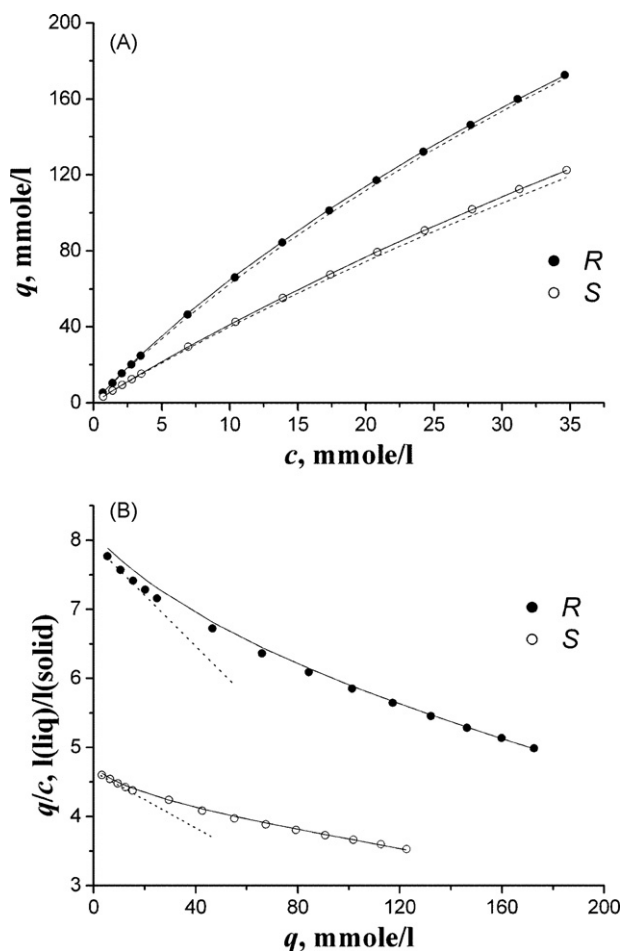 (A)
200
160
120
80
40
0
q, mmole/l
R
S
0 5 10 15 20 25 30 35
c, mmole/l
(B)
8
7
6
5
4
3
q/c, l(liq)/l(solid)
R
S
0 40 80 120 160 200
q, mmole/l